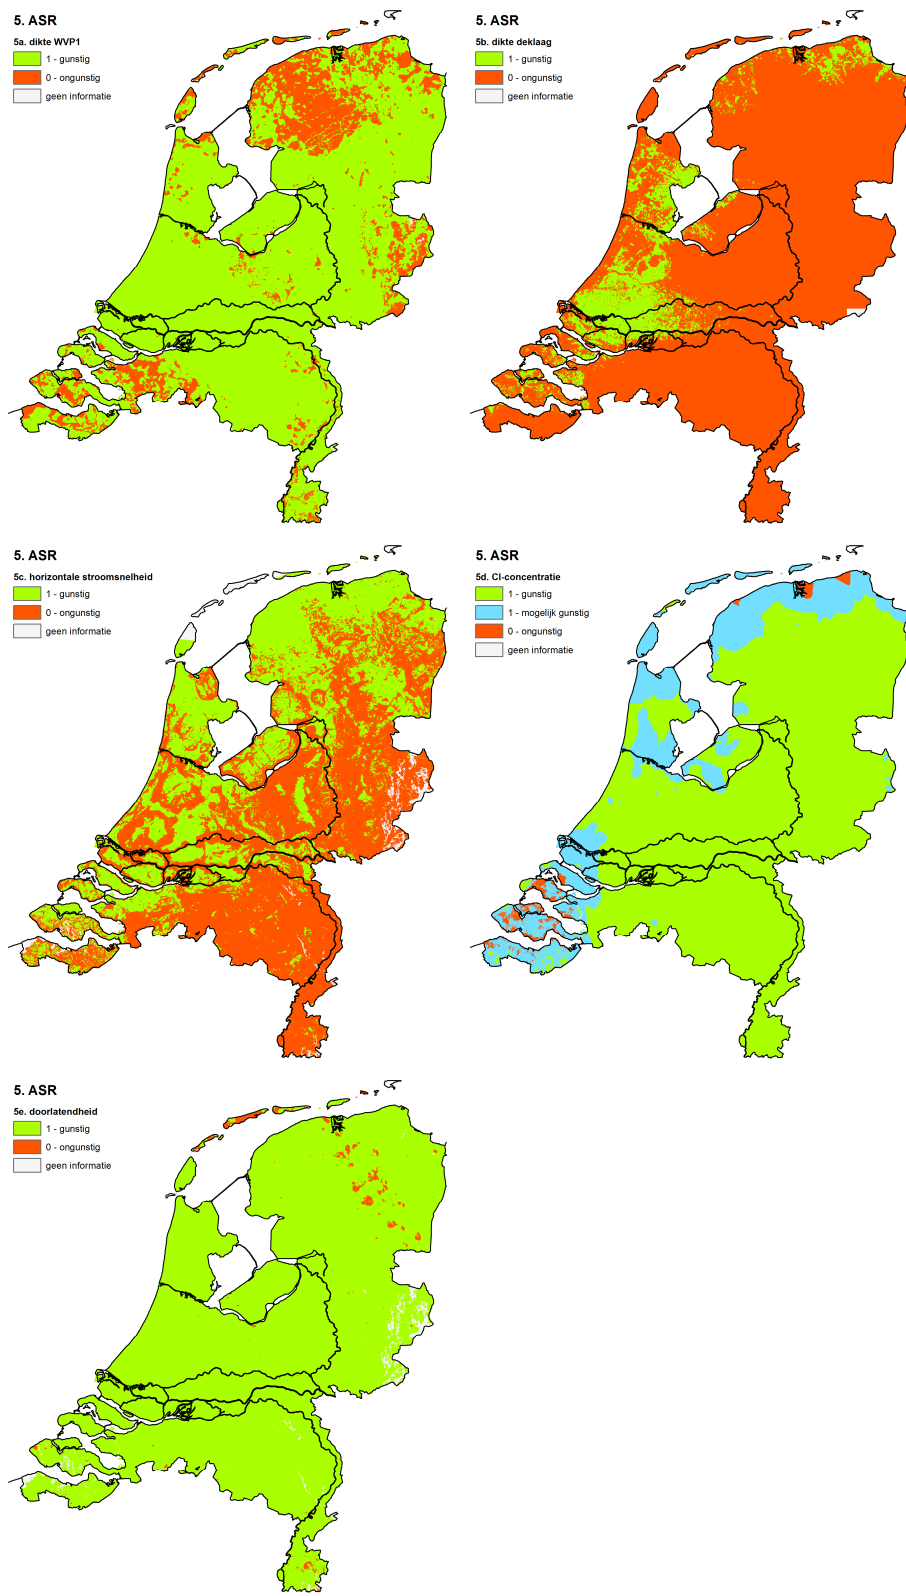 5. ASR
5a. dikte WVP1
1 - gunstig
0 - ongunstig
geen informatie
5. ASR
5b. dikte deklaag
1 - gunstig
0 - ongunstig
geen informatie
5. ASR
5c. horizontale stroomsnelheid
1 - gunstig
0 - ongunstig
geen informatie
5. ASR
5d. Cl-concentratie
1 - gunstig
1 - mogelijk gunstig
0 - ongunstig
geen informatie
5. ASR
5e. doorlatendheid
1 - gunstig
0 - ongunstig
geen informatie